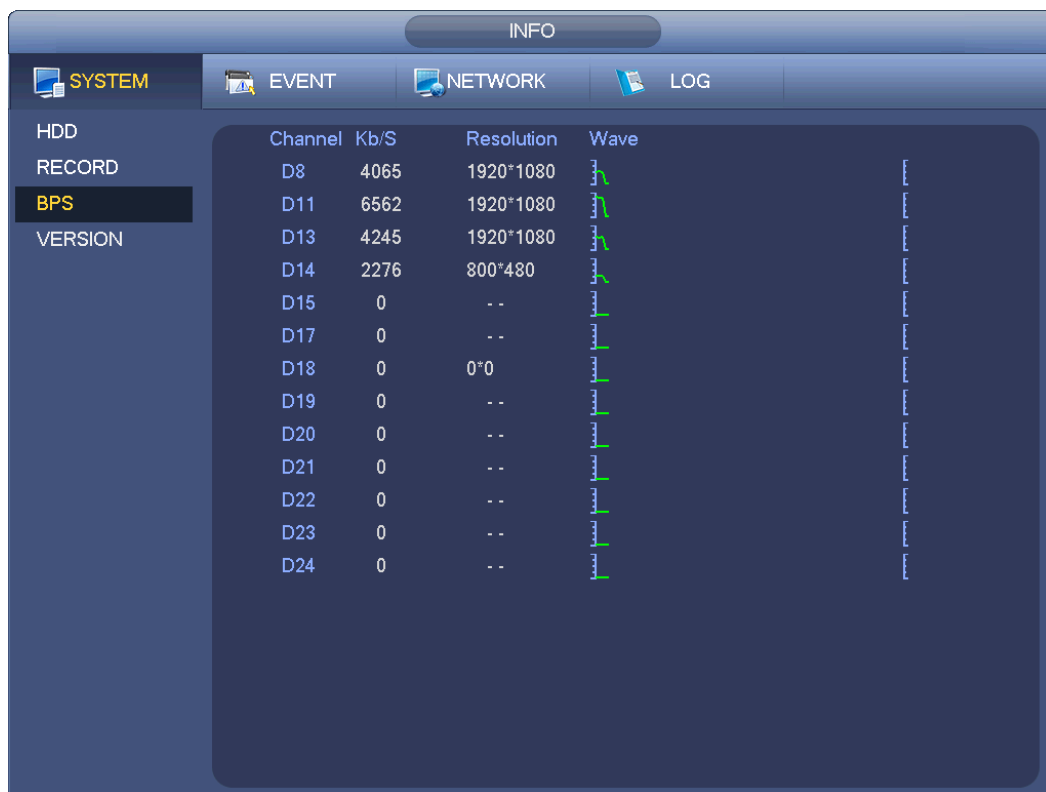 INFO
SYSTEM EVENT NETWORK LOG
HDD
RECORD
BPS
VERSION
Channel Kb/S Resolution Wave
D8 4065 1920*1080
D11 6562 1920*1080
D13 4245 1920*1080
D14 2276 800*480
D15 0 - -
D17 0 - -
D18 0 0*0
D19 0 - -
D20 0 - -
D21 0 - -
D22 0 - -
D23 0 - -
D24 0 - -